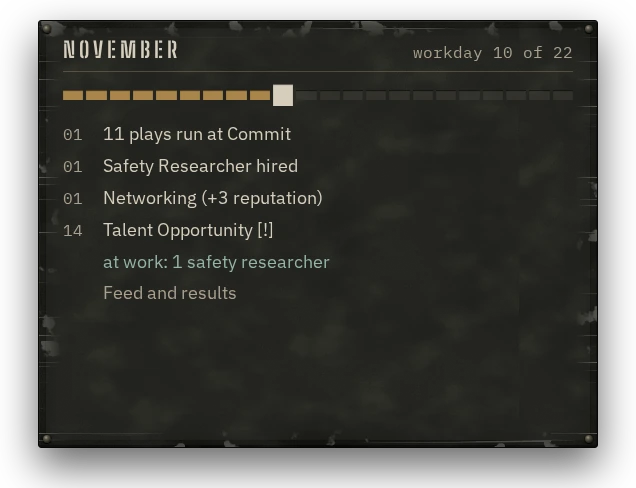 NOVEMBER
workday 10 of 22
01 11 plays run at Commit
01 Safety Researcher hired
01 Networking (+3 reputation)
14 Talent Opportunity [!]
at work: 1 safety researcher
Feed and results